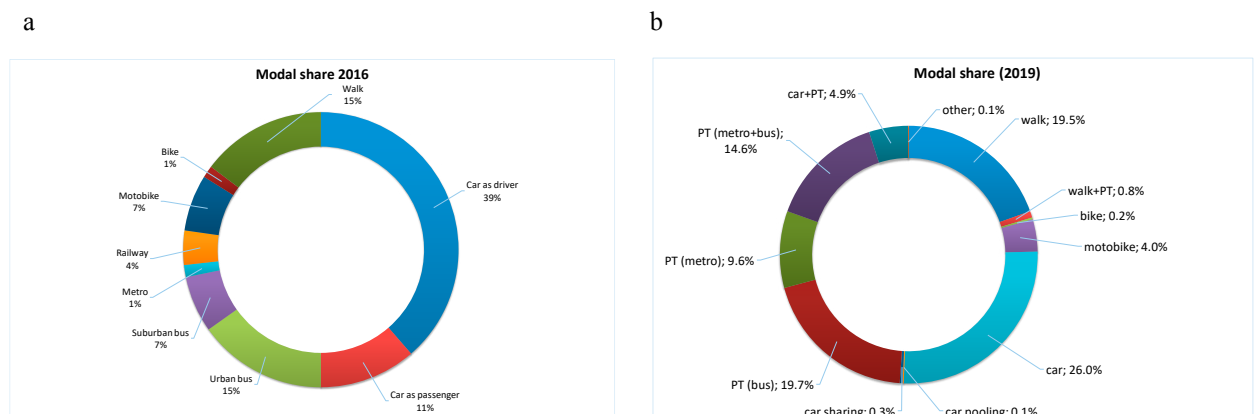 a
b
Modal share 2016
Walk
15%
Bike
1%
Motobike
7%
Car as driver
39%
Railway
4%
Metro
1%
Suburban bus
7%
Urban bus
15%
Car as passenger
11%
Modal share (2019)
car+PT; 4.9%
other; 0.1%
walk; 19.5%
PT (metro+bus);
14.6%
walk+PT; 0.8%
bike; 0.2%
motobike; 4.0%
PT (metro); 9.6%
car; 26.0%
PT (bus); 19.7%
car sharing; 0.3%
car pooling; 0.1%